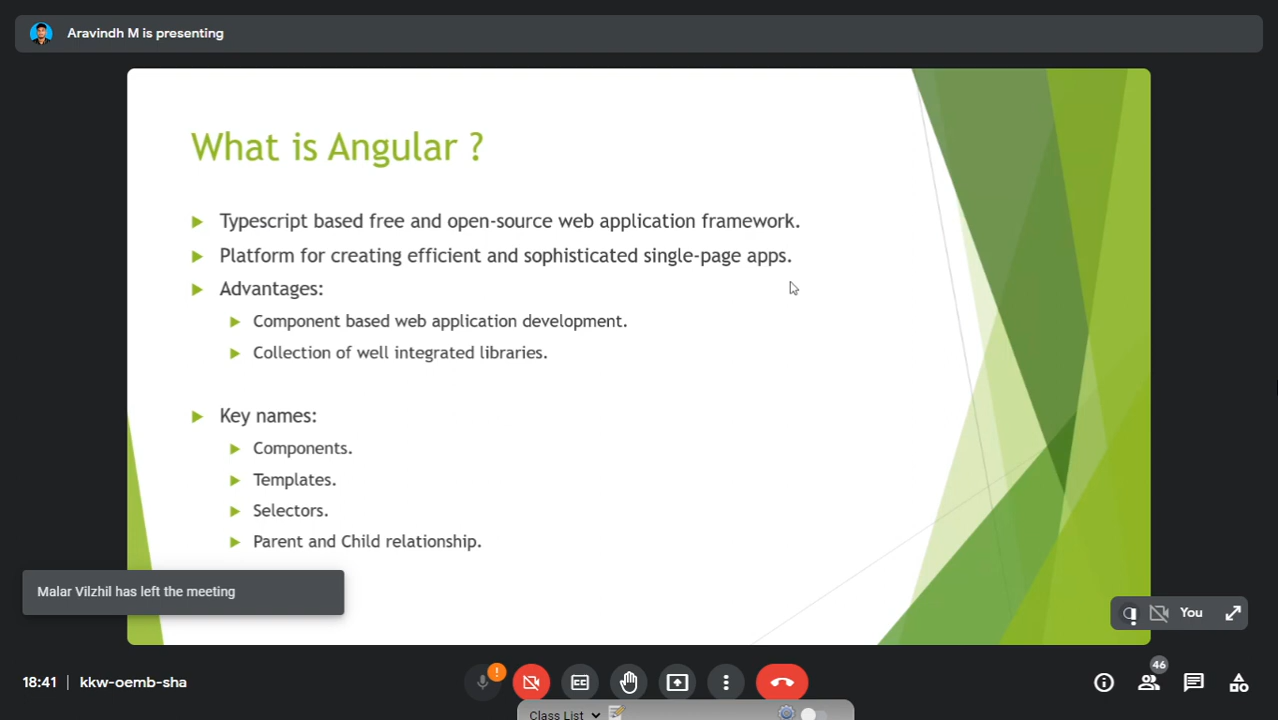 Aravindh M is presenting
What is Angular ?
Typescript based free and open-source web application framework.
Platform for creating efficient and sophisticated single-page apps.
Advantages:
Component based web application development.
Collection of well integrated libraries.
Key names:
Components.
Templates.
Selectors.
Parent and Child relationship.
Malar Vilzhil has left the meeting
You
46
18:41 | kkw-oemb-sha
Class List